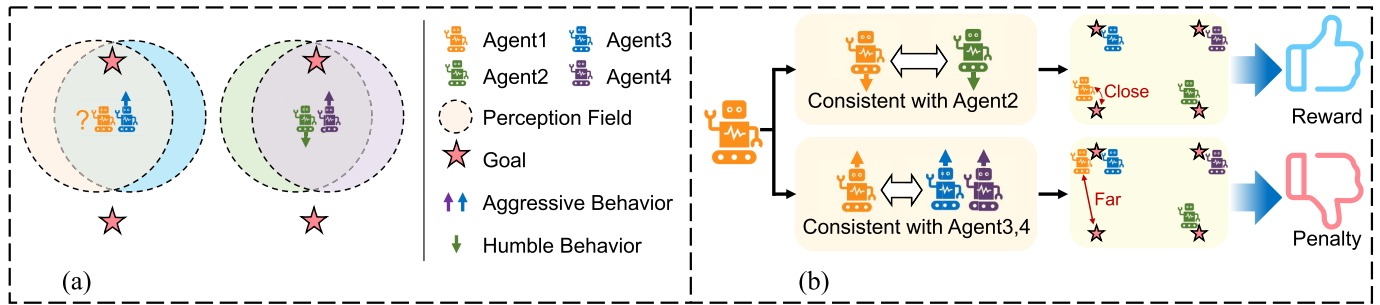 ?
(a)
Agent1
Agent3
Agent2
Agent4
Perception Field
Goal
Aggressive Behavior
Humble Behavior
Consistent with Agent2
Close
Reward
Consistent with Agent3,4
Far
Penalty
(b)